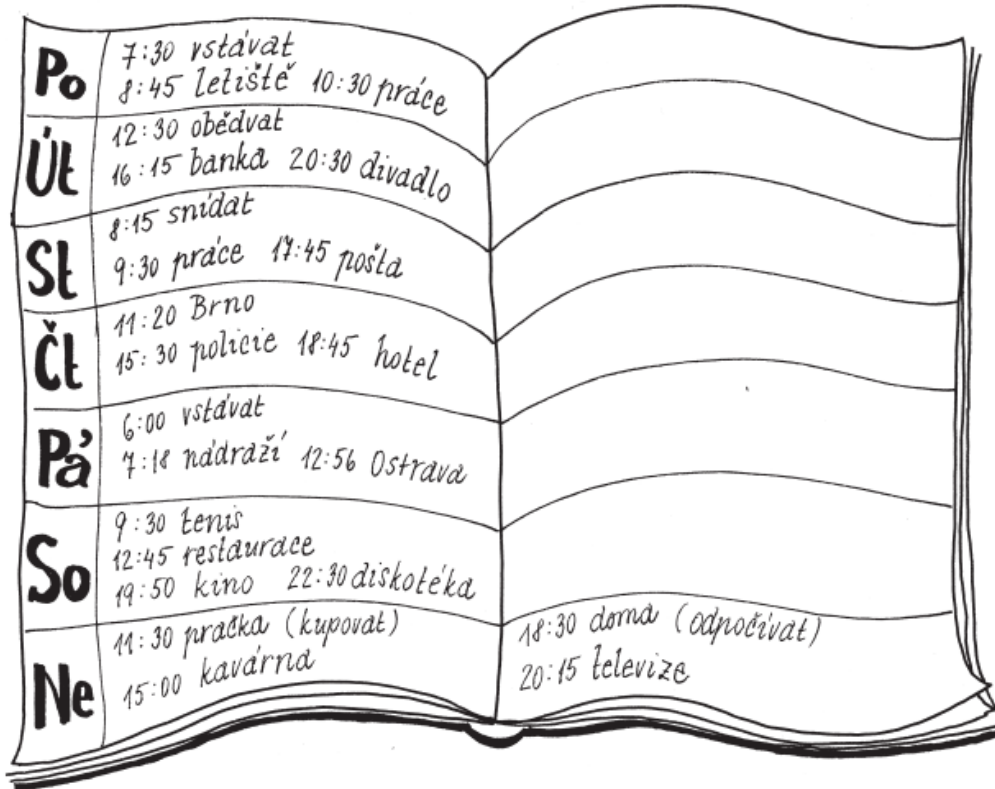 Po
7:30 vstávat
8:45 letiště 10:30 práce
Út
12:30 obědvat
16:15 banka 20:30 divadlo
St
8:15 snídat
9:30 práce 17:45 pošta
Čt
11:20 Brno
15:30 policie 18:45 hotel
Pá
6:00 vstávat
7:18 nádraží 12:56 Ostrava
So
9:30 tenis
12:45 restaurace
19:50 kino 22:30 diskotéka
Ne
11:30 pračka (kupovat)
15:00 kavárna
18:30 doma (odpočívat)
20:15 televize